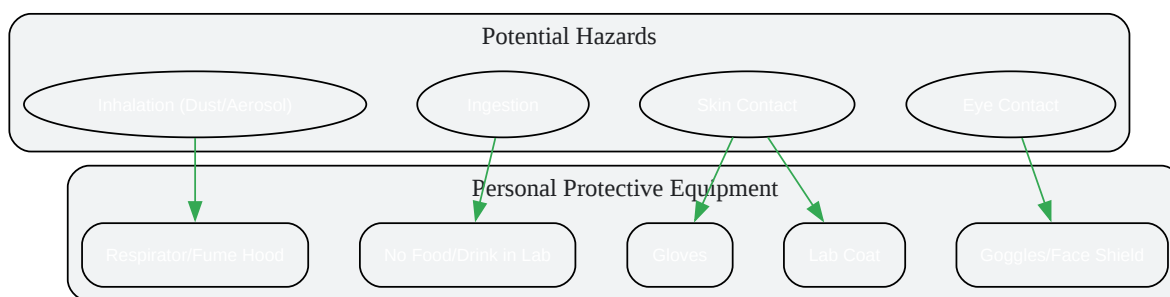 Potential Hazards
Inhalation (Dust/Aerosol)
Ingestion
Skin Contact
Eye Contact
Personal Protective Equipment
Respirator/Fume Hood
No Food/Drink in Lab
Gloves
Lab Coat
Goggles/Face Shield